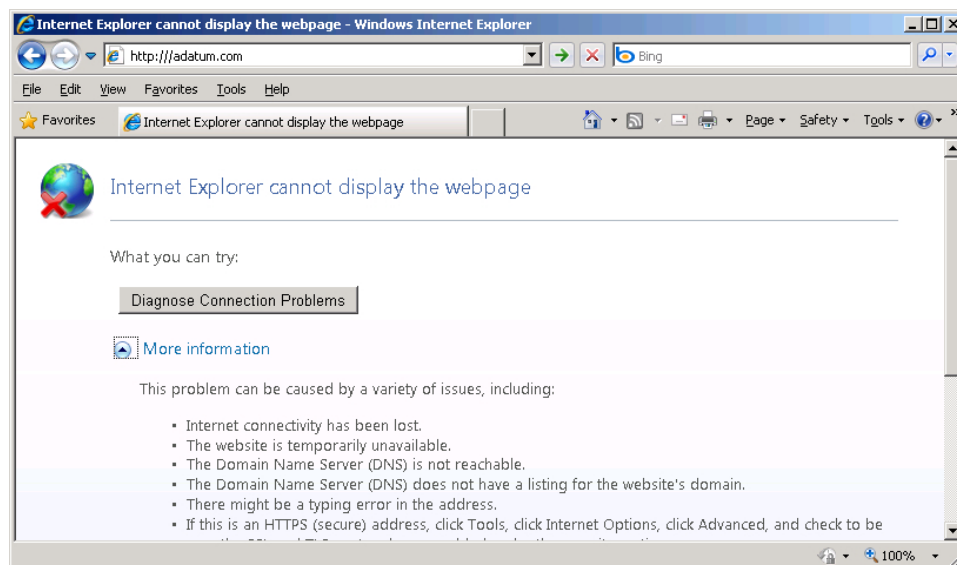 Internet Explorer cannot display the webpage - Windows Internet Explorer
http:///adatum.com
Bing
File Edit View Favorites Tools Help
Favorites Internet Explorer cannot display the webpage Page Safety Tools
Internet Explorer cannot display the webpage
What you can try:
Diagnose Connection Problems
More information
This problem can be caused by a variety of issues, including:
• Internet connectivity has been lost.
• The website is temporarily unavailable.
• The Domain Name Server (DNS) is not reachable.
• The Domain Name Server (DNS) does not have a listing for the website's domain.
• There might be a typing error in the address.
• If this is an HTTPS (secure) address, click Tools, click Internet Options, click Advanced, and check to be
100%